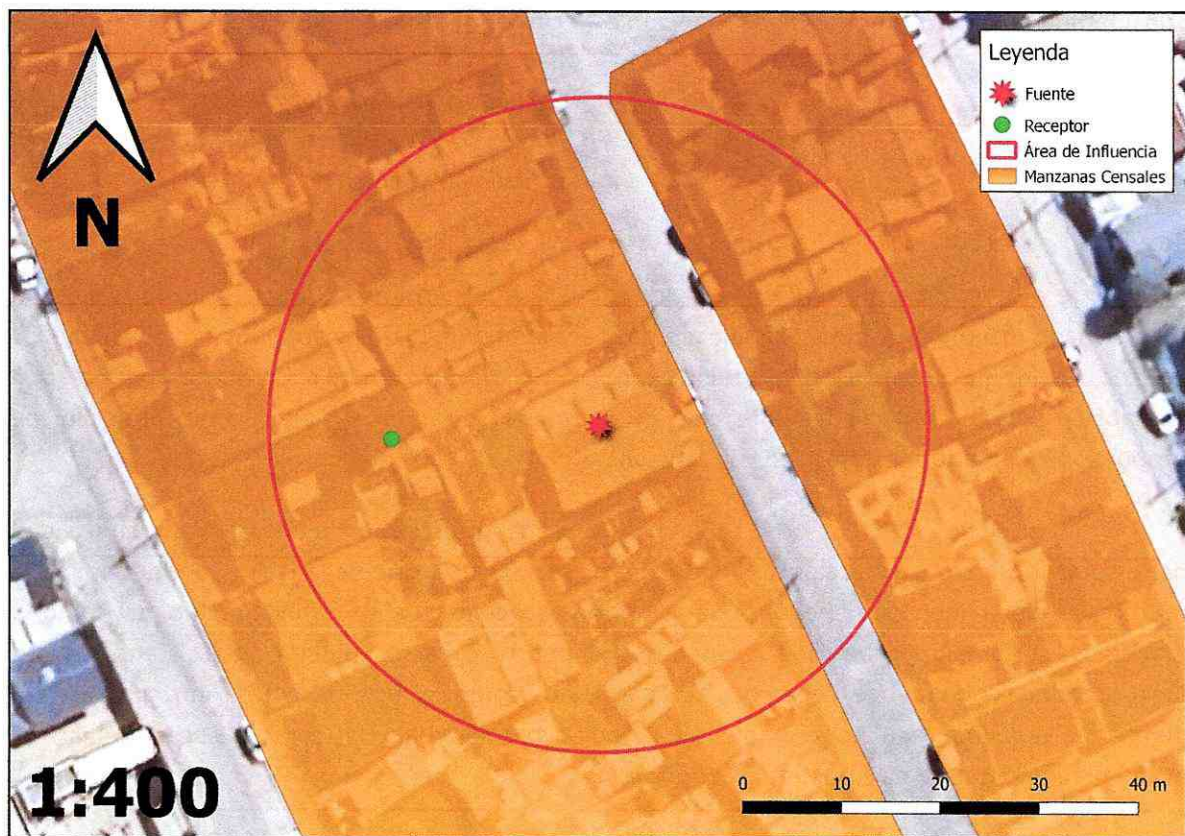 N
Leyenda
Fuente
Receptor
Área de Influencia
Manzanas Censales
1:400
0 10 20 30 40 m